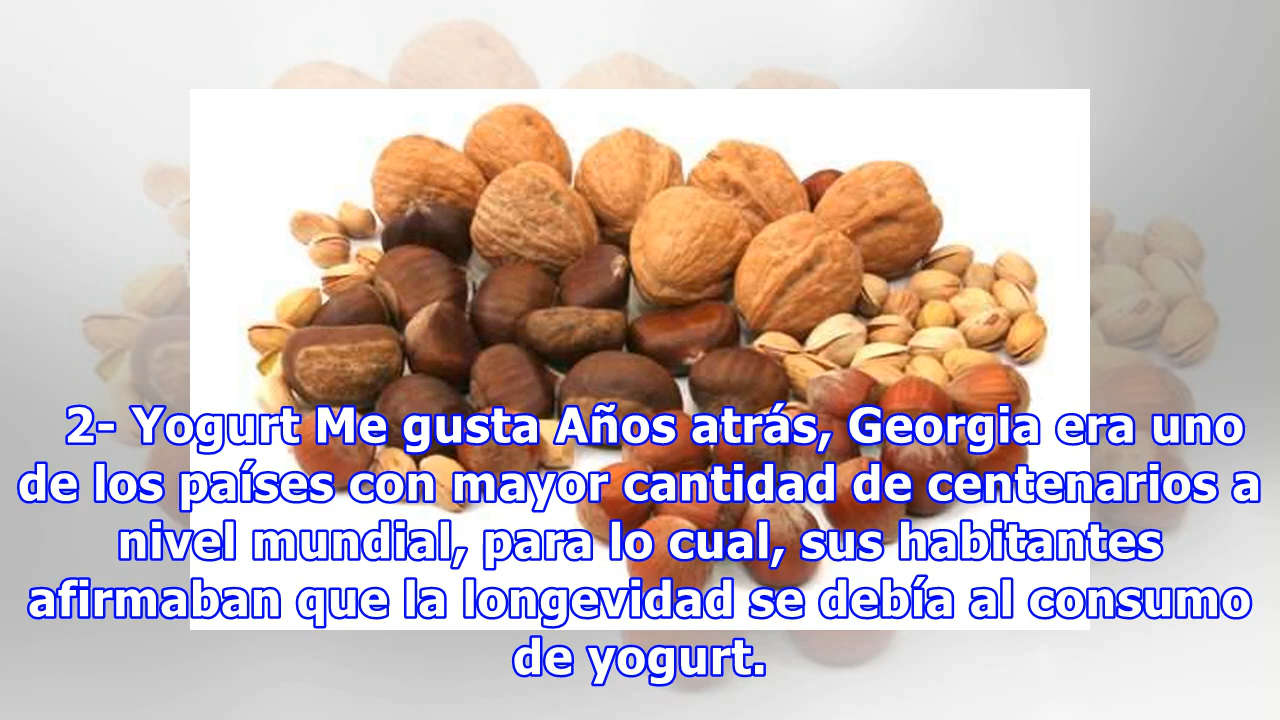 2- Yogurt Me gusta Años atrás, Georgia era uno
de los países con mayor cantidad de centenarios a
nivel mundial, para lo cual, sus habitantes
afirmaban que la longevidad se debía al consumo
de yogurt.